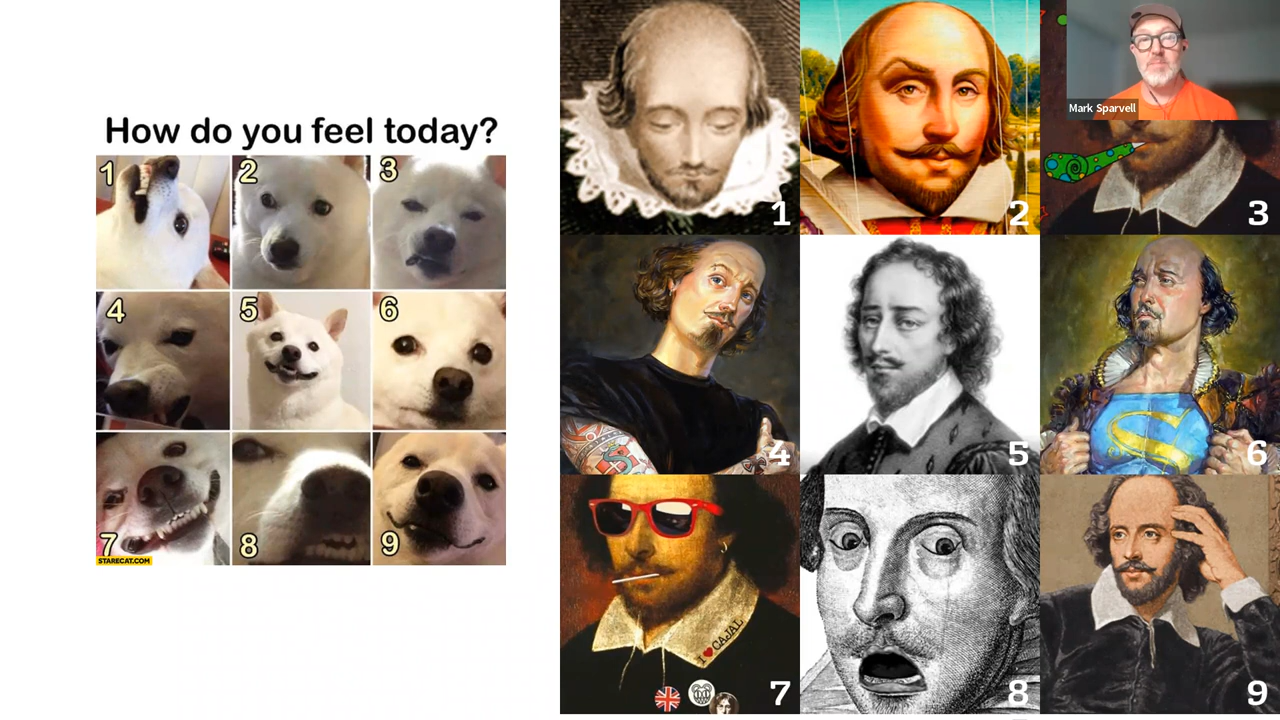 How do you feel today?
1 2 3
4 5 6
7 8 9
STARECAT.COM
1 2 3
Mark Sparvell
4 5 6
S
7 8 9
I ❤ CAJAL